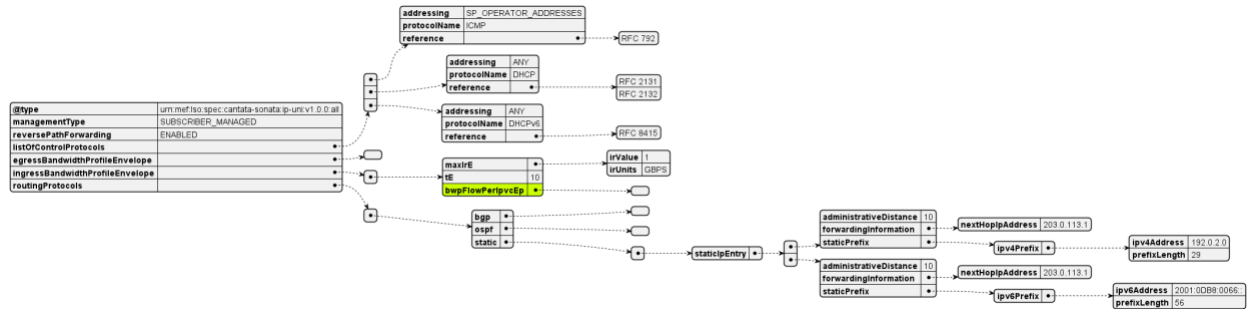 addressing SP_OPERATOR_ADDRESSES
protocolName ICMP
reference
RFC 792
addressing ANY
protocolName DHCP
reference
RFC 2131
RFC 2132
addressing ANY
protocolName DHCPv6
reference
RFC 8415
@type urn:mef:lso:spec:cantata-sonata:ip-uni:v1.0.0:all
managementType SUBSCRIBER_MANAGED
reversePathForwarding ENABLED
listOfControlProtocols
egressBandwidthProfileEnvelope
ingressBandwidthProfileEnvelope
routingProtocols
maxIrE
tE 10
bwpFlowPerIpvcEp
irValue 1
irUnits GBPS
bgp
ospf
static
staticIpEntry
administrativeDistance 10
forwardingInformation
staticPrefix
nextHopIpAddress 203.0.113.1
ipv4Prefix
ipv4Address 192.0.2.0
prefixLength 29
administrativeDistance 10
forwardingInformation
staticPrefix
nextHopIpAddress 203.0.113.1
ipv6Prefix
ipv6Address 2001:0DB8:0066::
prefixLength 56